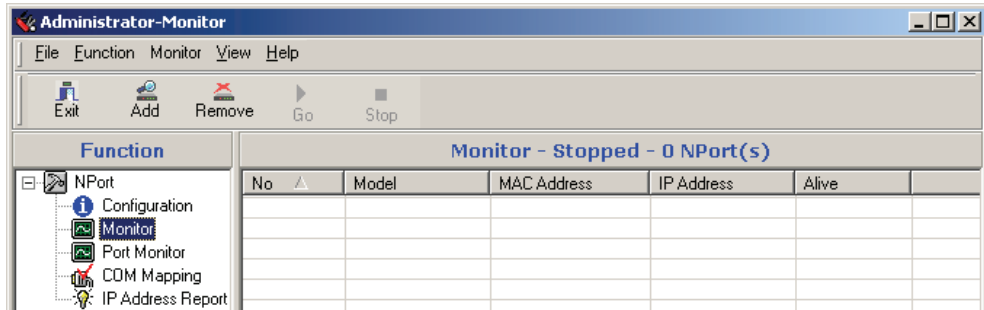 Administrator-Monitor
File Function Monitor View Help
Exit Add Remove Go Stop
Function
Monitor - Stopped - 0 NPort(s)
No Model MAC Address IP Address Alive
NPort
Configuration
Monitor
Port Monitor
COM Mapping
IP Address Report